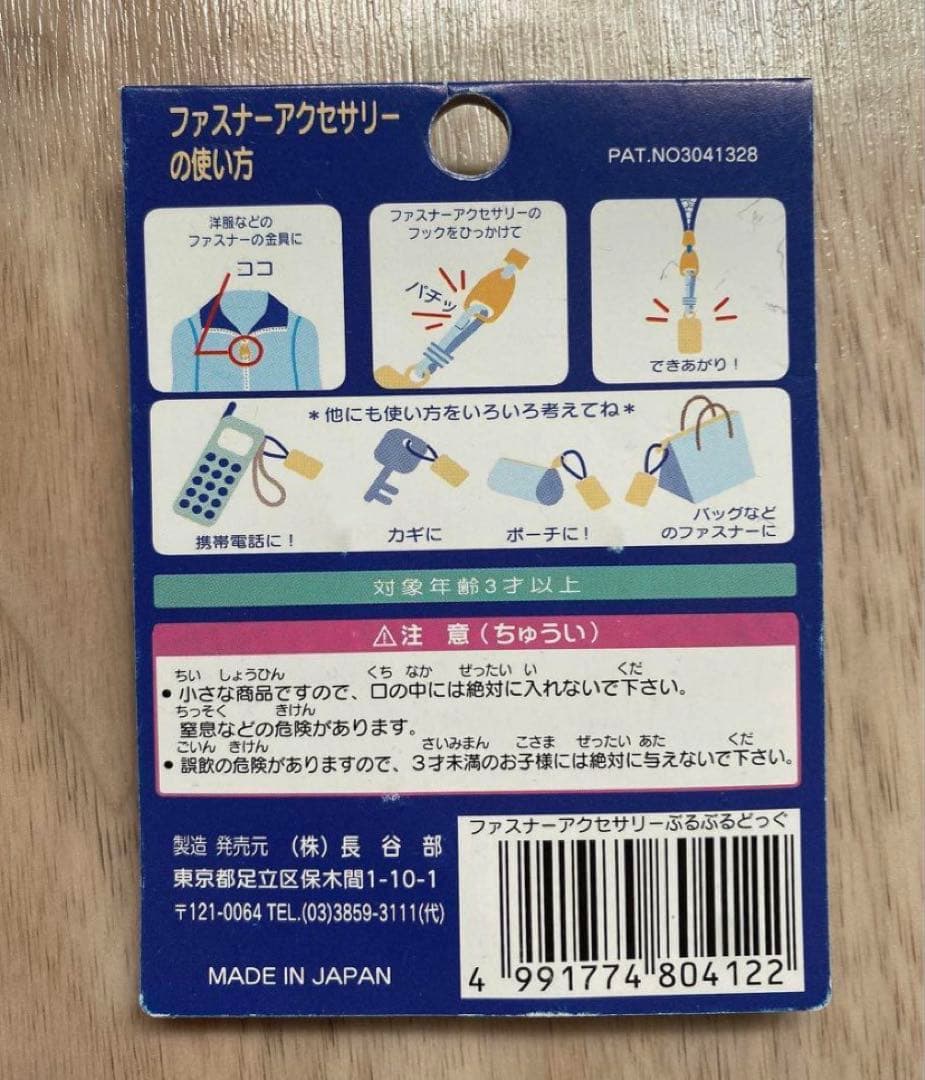 ファスナーアクセサリー
の使い方
PAT.NO3041328
洋服などの
ファスナーの金具に
ココ
ファスナーアクセサリーの
フックをひっかけて
パチッ
できあがり！
＊他にも使い方をいろいろ考えてね＊
携帯電話に！
カギに
ポーチに！
バッグなど
のファスナーに
対象年齢3才以上
⚠注 意（ちゅうい）
ちい しょうひん くち なか ぜったい い くだ
● 小さな商品ですので、口の中には絶対に入れないで下さい。
ちっそく きけん
窒息などの危険があります。
ごいん きけん さいみまん こさま ぜったい あた くだ
● 誤飲の危険がありますので、３才未満のお子様には絶対に与えないで下さい。
製造 発売元 （株）長谷部
東京都足立区保木間1-10-1
〒121-0064 TEL.(03)3859-3111(代)
MADE IN JAPAN
ファスナーアクセサリーぷるぷるどっぐ
4 991774 804122